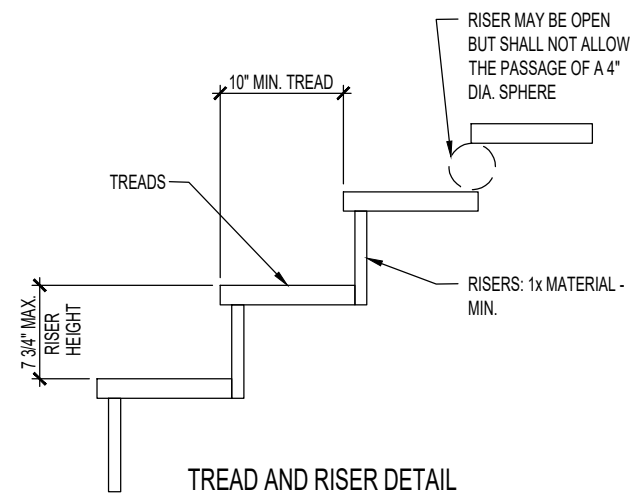 RISER MAY BE OPEN
BUT SHALL NOT ALLOW
THE PASSAGE OF A 4"
DIA. SPHERE
10" MIN. TREAD
TREADS
RISERS: 1x MATERIAL -
MIN.
7 3/4" MAX.
RISER
HEIGHT
TREAD AND RISER DETAIL